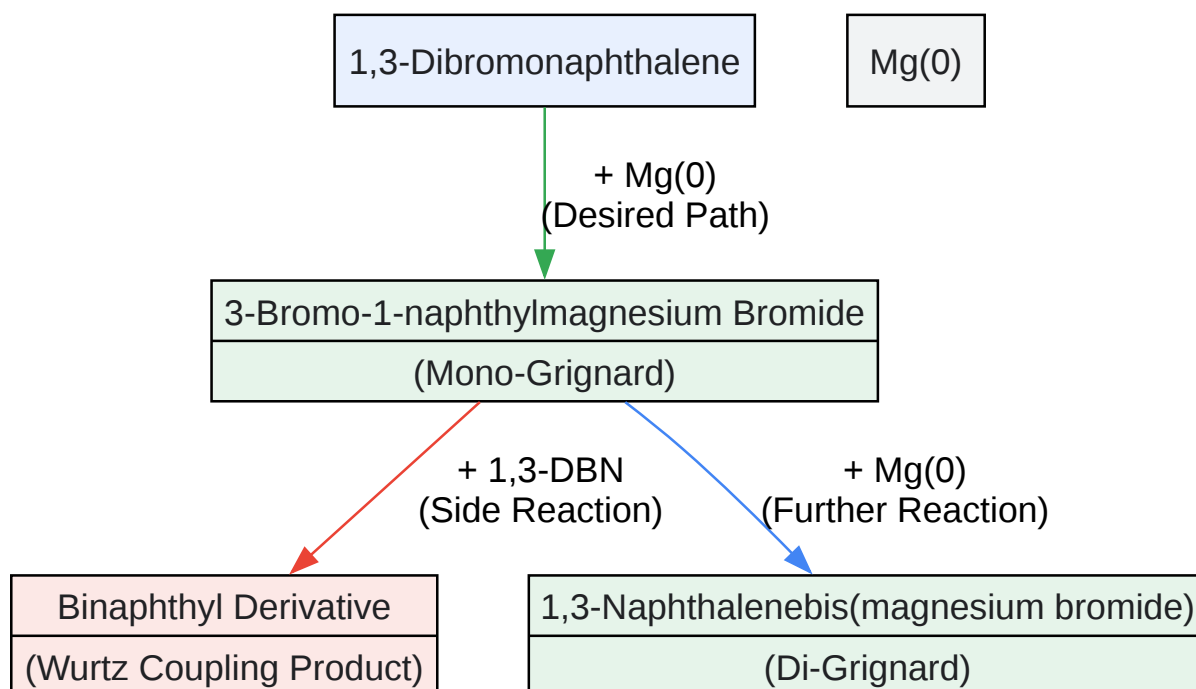 1,3-Dibromonaphthalene
Mg(0)
+ Mg(0)
(Desired Path)
3-Bromo-1-naphthylmagnesium Bromide
(Mono-Grignard)
+ 1,3-DBN
(Side Reaction)
+ Mg(0)
(Further Reaction)
Binaphthyl Derivative
(Wurtz Coupling Product)
1,3-Naphthalenebis(magnesium bromide)
(Di-Grignard)